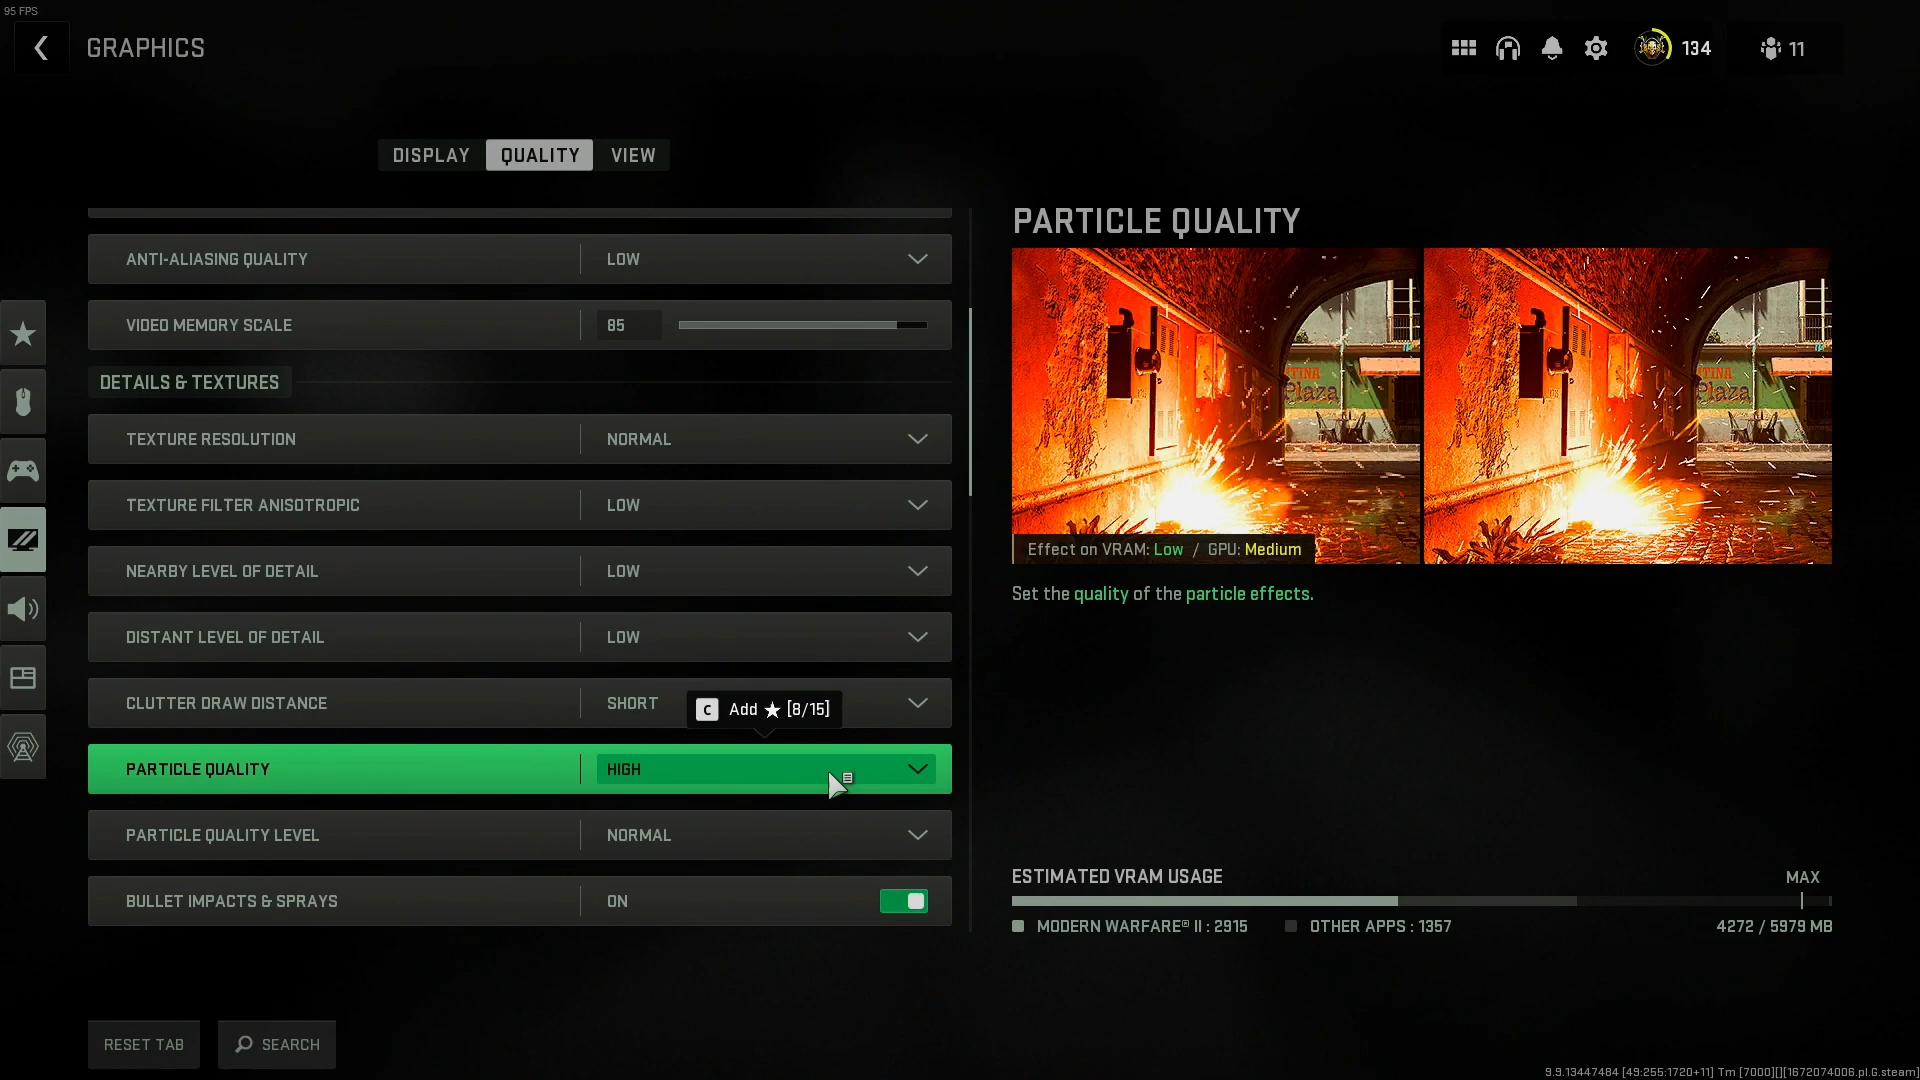 95 FPS
GRAPHICS
134
11
DISPLAY
QUALITY
VIEW
ANTI-ALIASING QUALITY
LOW
VIDEO MEMORY SCALE
85
DETAILS & TEXTURES
TEXTURE RESOLUTION
NORMAL
TEXTURE FILTER ANISOTROPIC
LOW
NEARBY LEVEL OF DETAIL
LOW
DISTANT LEVEL OF DETAIL
LOW
CLUTTER DRAW DISTANCE
SHORT
C Add ★ [8/15]
PARTICLE QUALITY
HIGH
PARTICLE QUALITY LEVEL
NORMAL
BULLET IMPACTS & SPRAYS
ON
RESET TAB
SEARCH
PARTICLE QUALITY
TINA
Plaza
TINA
Plaza
Effect on VRAM: Low / GPU: Medium
Set the quality of the particle effects.
ESTIMATED VRAM USAGE
MAX
MODERN WARFARE® II : 2915
OTHER APPS : 1357
4272 / 5979 MB
9.9.13447484 [49:255:1720+11] Tm [7000][][1672074006.pl.G.steam]